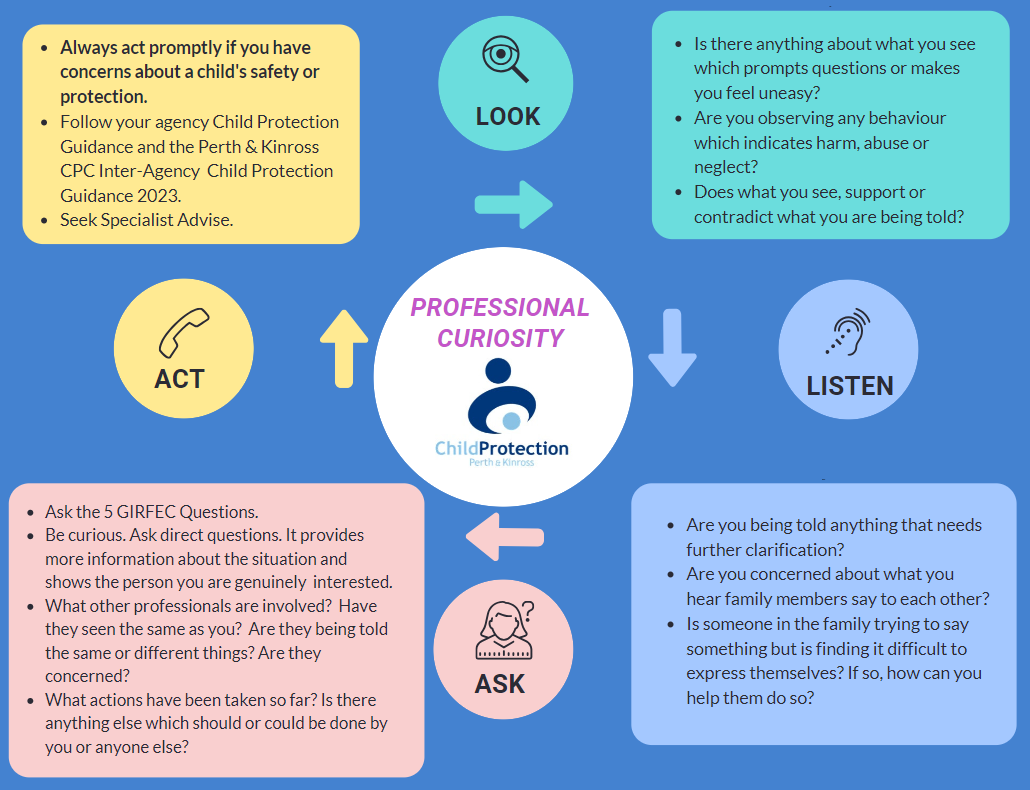 LOOK
• Is there anything about what you see
which prompts questions or makes
you feel uneasy?
• Are you observing any behaviour
which indicates harm, abuse or
neglect?
• Does what you see, support or
contradict what you are being told?
LISTEN
• Are you being told anything that needs
further clarification?
• Are you concerned about what you
hear family members say to each other?
• Is someone in the family trying to say
something but is finding it difficult to
express themselves? If so, how can you
help them do so?
?
ASK
• Ask the 5 GIRFEC Questions.
• Be curious. Ask direct questions. It provides
more information about the situation and
shows the person you are genuinely interested.
• What other professionals are involved? Have
they seen the same as you? Are they being told
the same or different things? Are they
concerned?
• What actions have been taken so far? Is there
anything else which should or could be done by
you or anyone else?
ACT
• Always act promptly if you have
concerns about a child's safety or
protection.
• Follow your agency Child Protection
Guidance and the Perth & Kinross
CPC Inter-Agency Child Protection
Guidance 2023.
• Seek Specialist Advise.
PROFESSIONAL
CURIOSITY
ChildProtection
Perth & Kinross